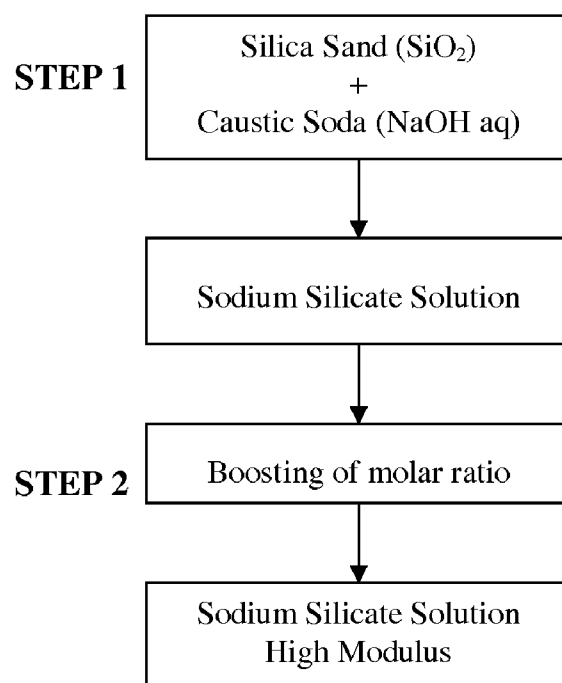 STEP 1
Silica Sand (SiO₂)
+
Caustic Soda (NaOH aq)
Sodium Silicate Solution
STEP 2
Boosting of molar ratio
Sodium Silicate Solution
High Modulus